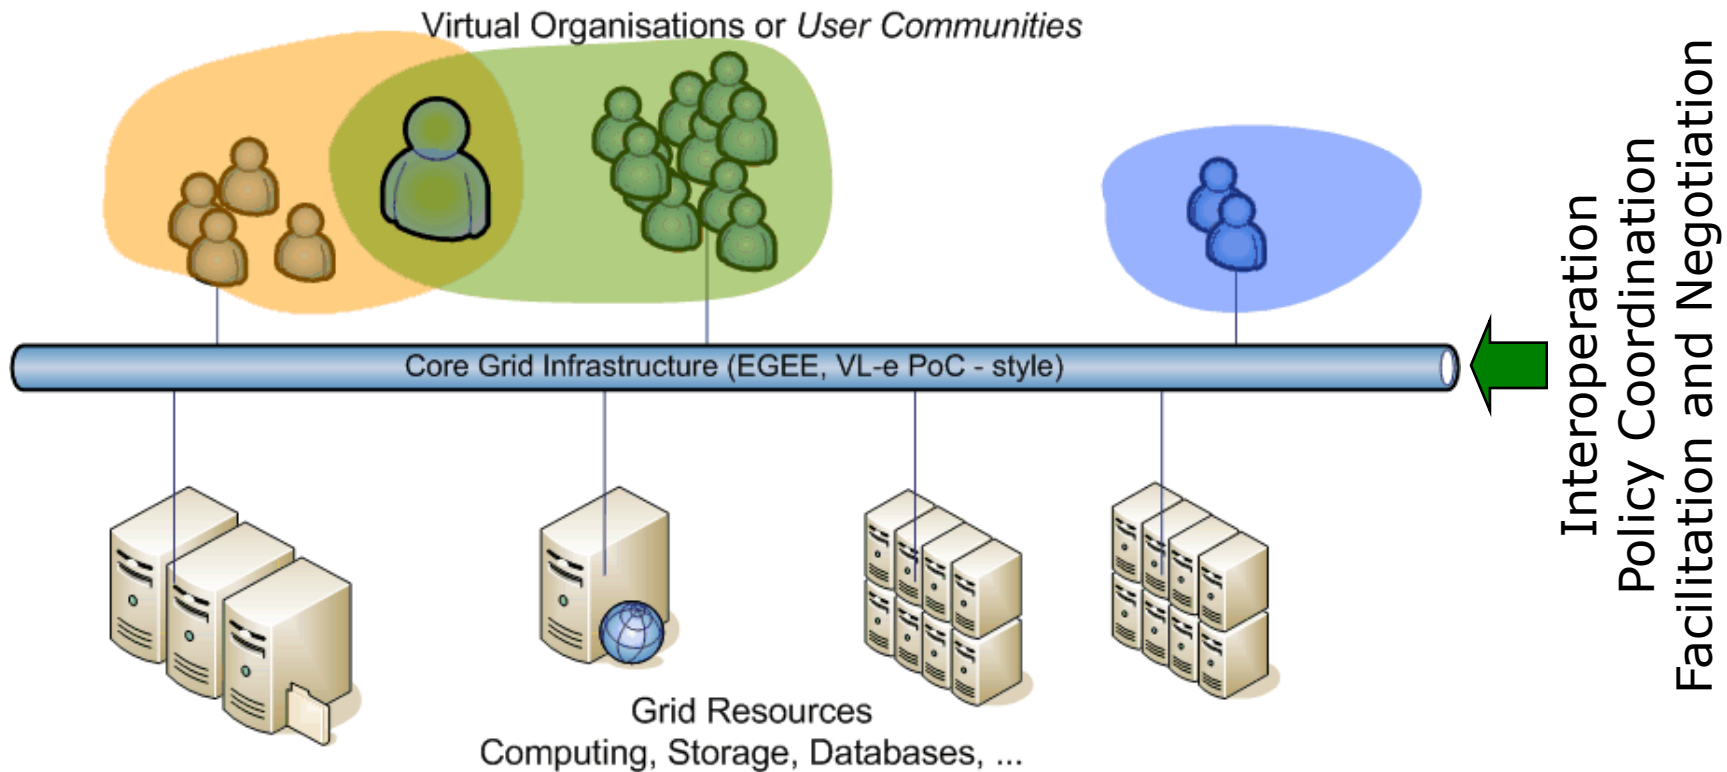 Virtual Organisations or User Communities
Core Grid Infrastructure (EGEE, VL-e PoC - style)
Grid Resources
Computing, Storage, Databases, ...
Interoperation
Policy Coordination
Facilitation and Negotiation